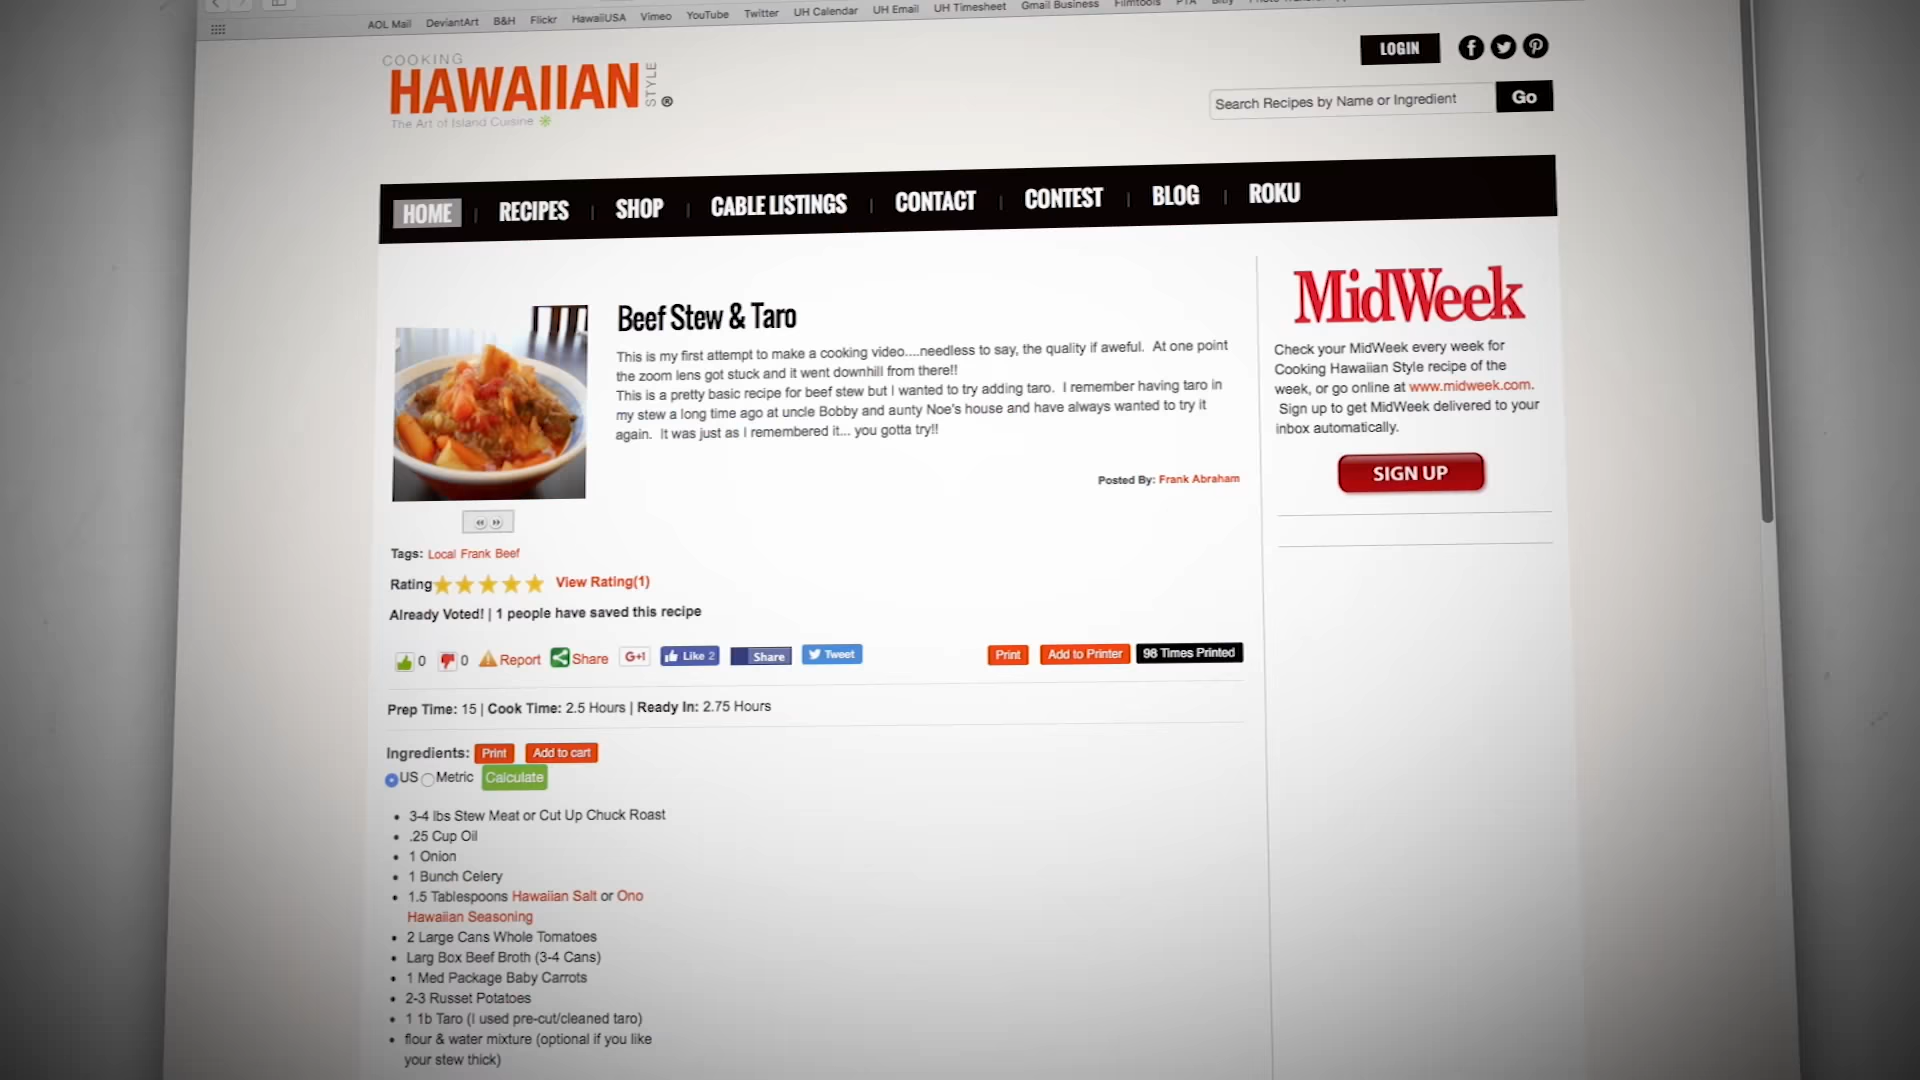 AOL Mail DeviantArt B&H Flickr HawaiiUSA Vimeo YouTube Twitter UH Calendar UH Email UH Timesheet Gmail Business Filmtools PTA Bitly
COOKING
HAWAIIAN
STYLE ®
The Art of Island Cuisine
LOGIN
Search Recipes by Name or Ingredient Go
HOME | RECIPES | SHOP | CABLE LISTINGS | CONTACT | CONTEST | BLOG | ROKU
Beef Stew & Taro
This is my first attempt to make a cooking video....needless to say, the quality if aweful. At one point
the zoom lens got stuck and it went downhill from there!!
This is a pretty basic recipe for beef stew but I wanted to try adding taro. I remember having taro in
my stew a long time ago at uncle Bobby and aunty Noe's house and have always wanted to try it
again. It was just as I remembered it... you gotta try!!
Posted By: Frank Abraham
MidWeek
Check your MidWeek every week for
Cooking Hawaiian Style recipe of the
week, or go online at www.midweek.com.
Sign up to get MidWeek delivered to your
inbox automatically.
SIGN UP
Tags: Local Frank Beef
Rating View Rating(1)
Already Voted! | 1 people have saved this recipe
0 0 Report Share G+1 Like 2 Share Tweet Print Add to Printer 98 Times Printed
Prep Time: 15 | Cook Time: 2.5 Hours | Ready In: 2.75 Hours
Ingredients: Print Add to cart
US Metric Calculate
• 3-4 lbs Stew Meat or Cut Up Chuck Roast
• .25 Cup Oil
• 1 Onion
• 1 Bunch Celery
• 1.5 Tablespoons Hawaiian Salt or Ono
Hawaiian Seasoning
• 2 Large Cans Whole Tomatoes
• Larg Box Beef Broth (3-4 Cans)
• 1 Med Package Baby Carrots
• 2-3 Russet Potatoes
• 1 1b Taro (I used pre-cut/cleaned taro)
• flour & water mixture (optional if you like
your stew thick)